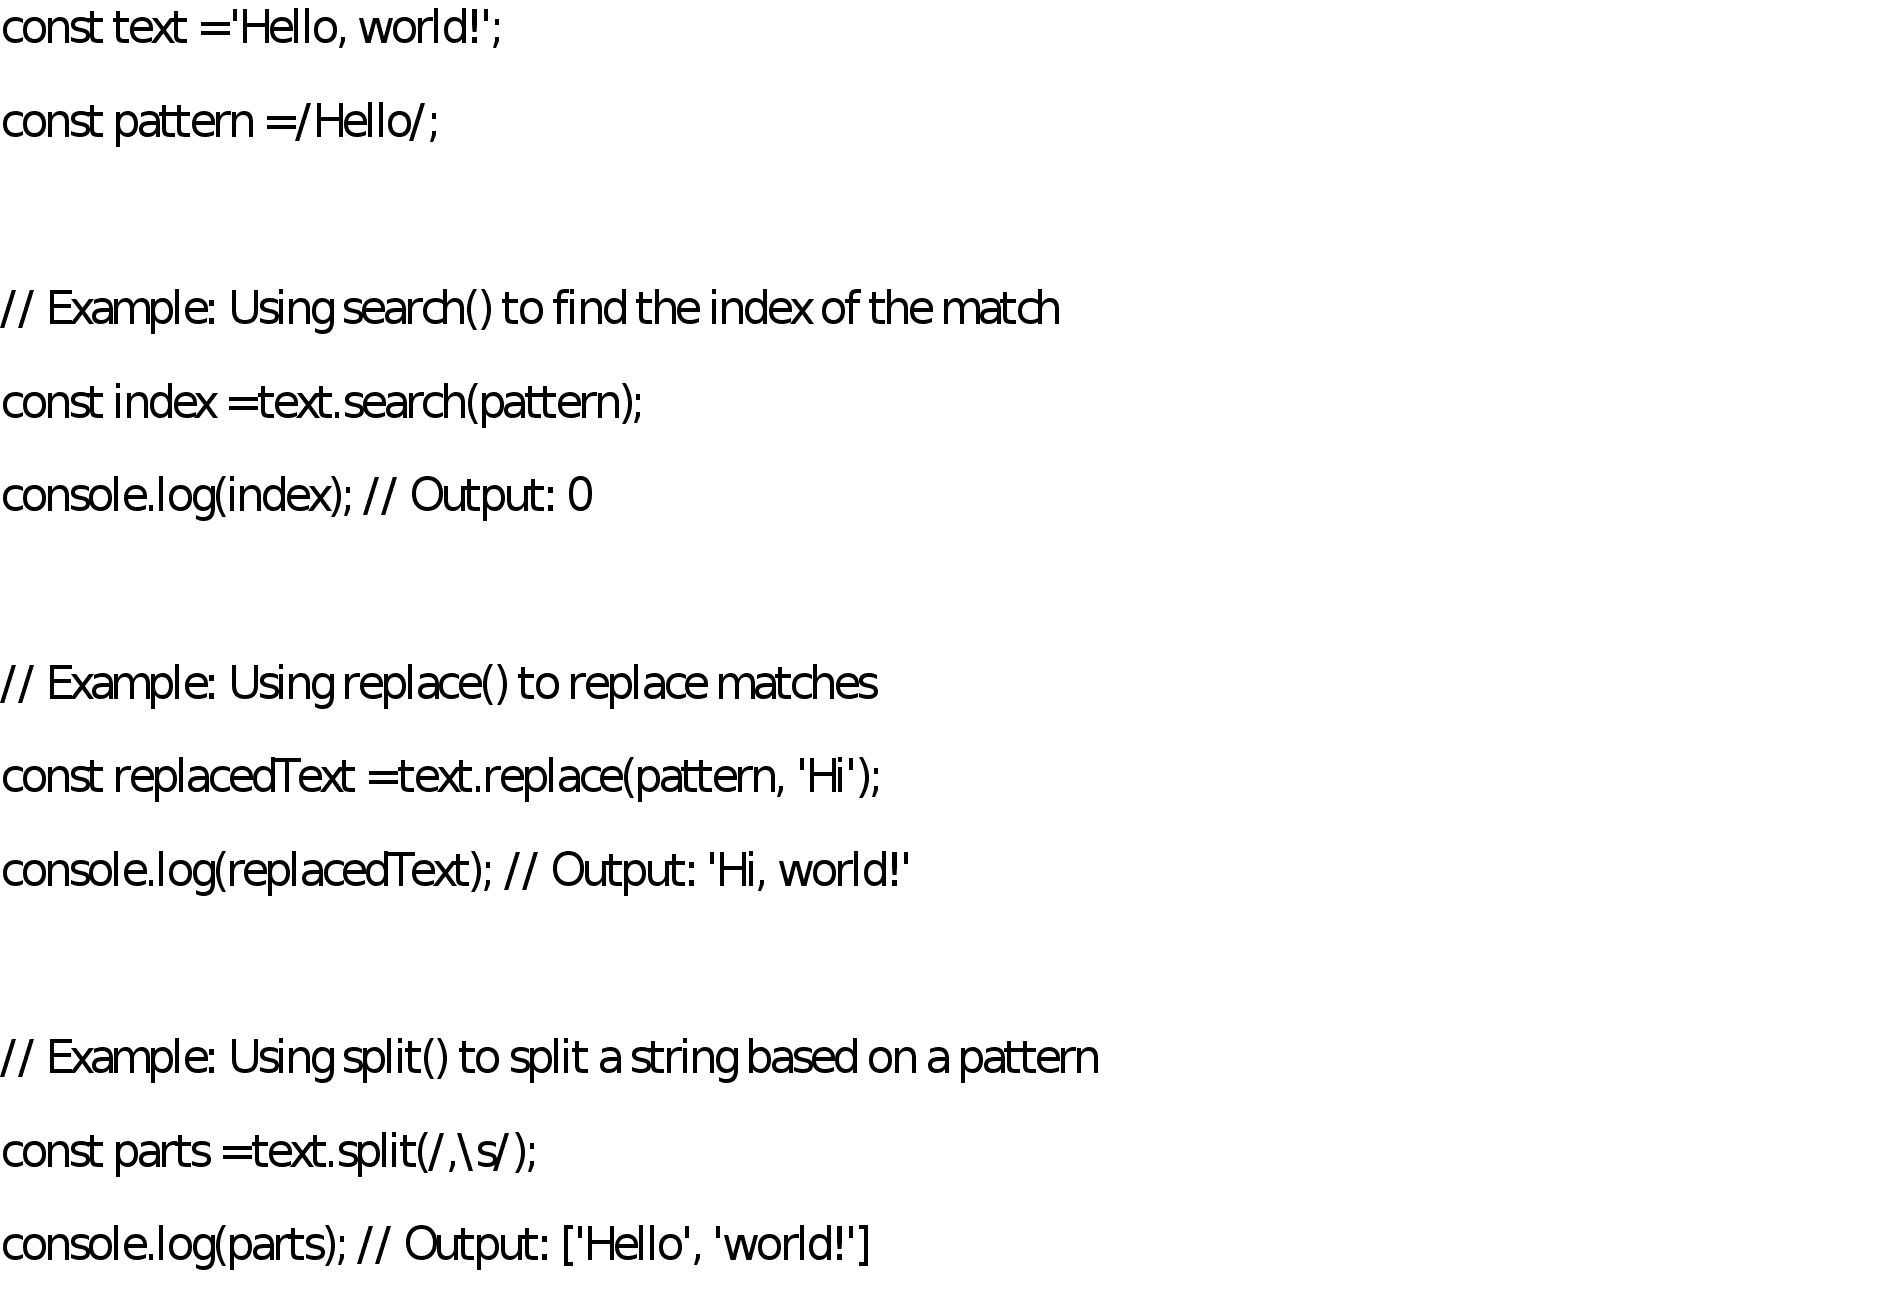 const text ='Hello, world!';
const pattern =/Hello/;
// Example: Using search() to find the index of the match
const index =text.search(pattern);
console.log(index); // Output: 0
// Example: Using replace() to replace matches
const replacedText =text.replace(pattern, 'Hi');
console.log(replacedText); // Output: 'Hi, world!'
// Example: Using split() to split a string based on a pattern
const parts =text.split(/,\s/);
console.log(parts); // Output: ['Hello', 'world!']